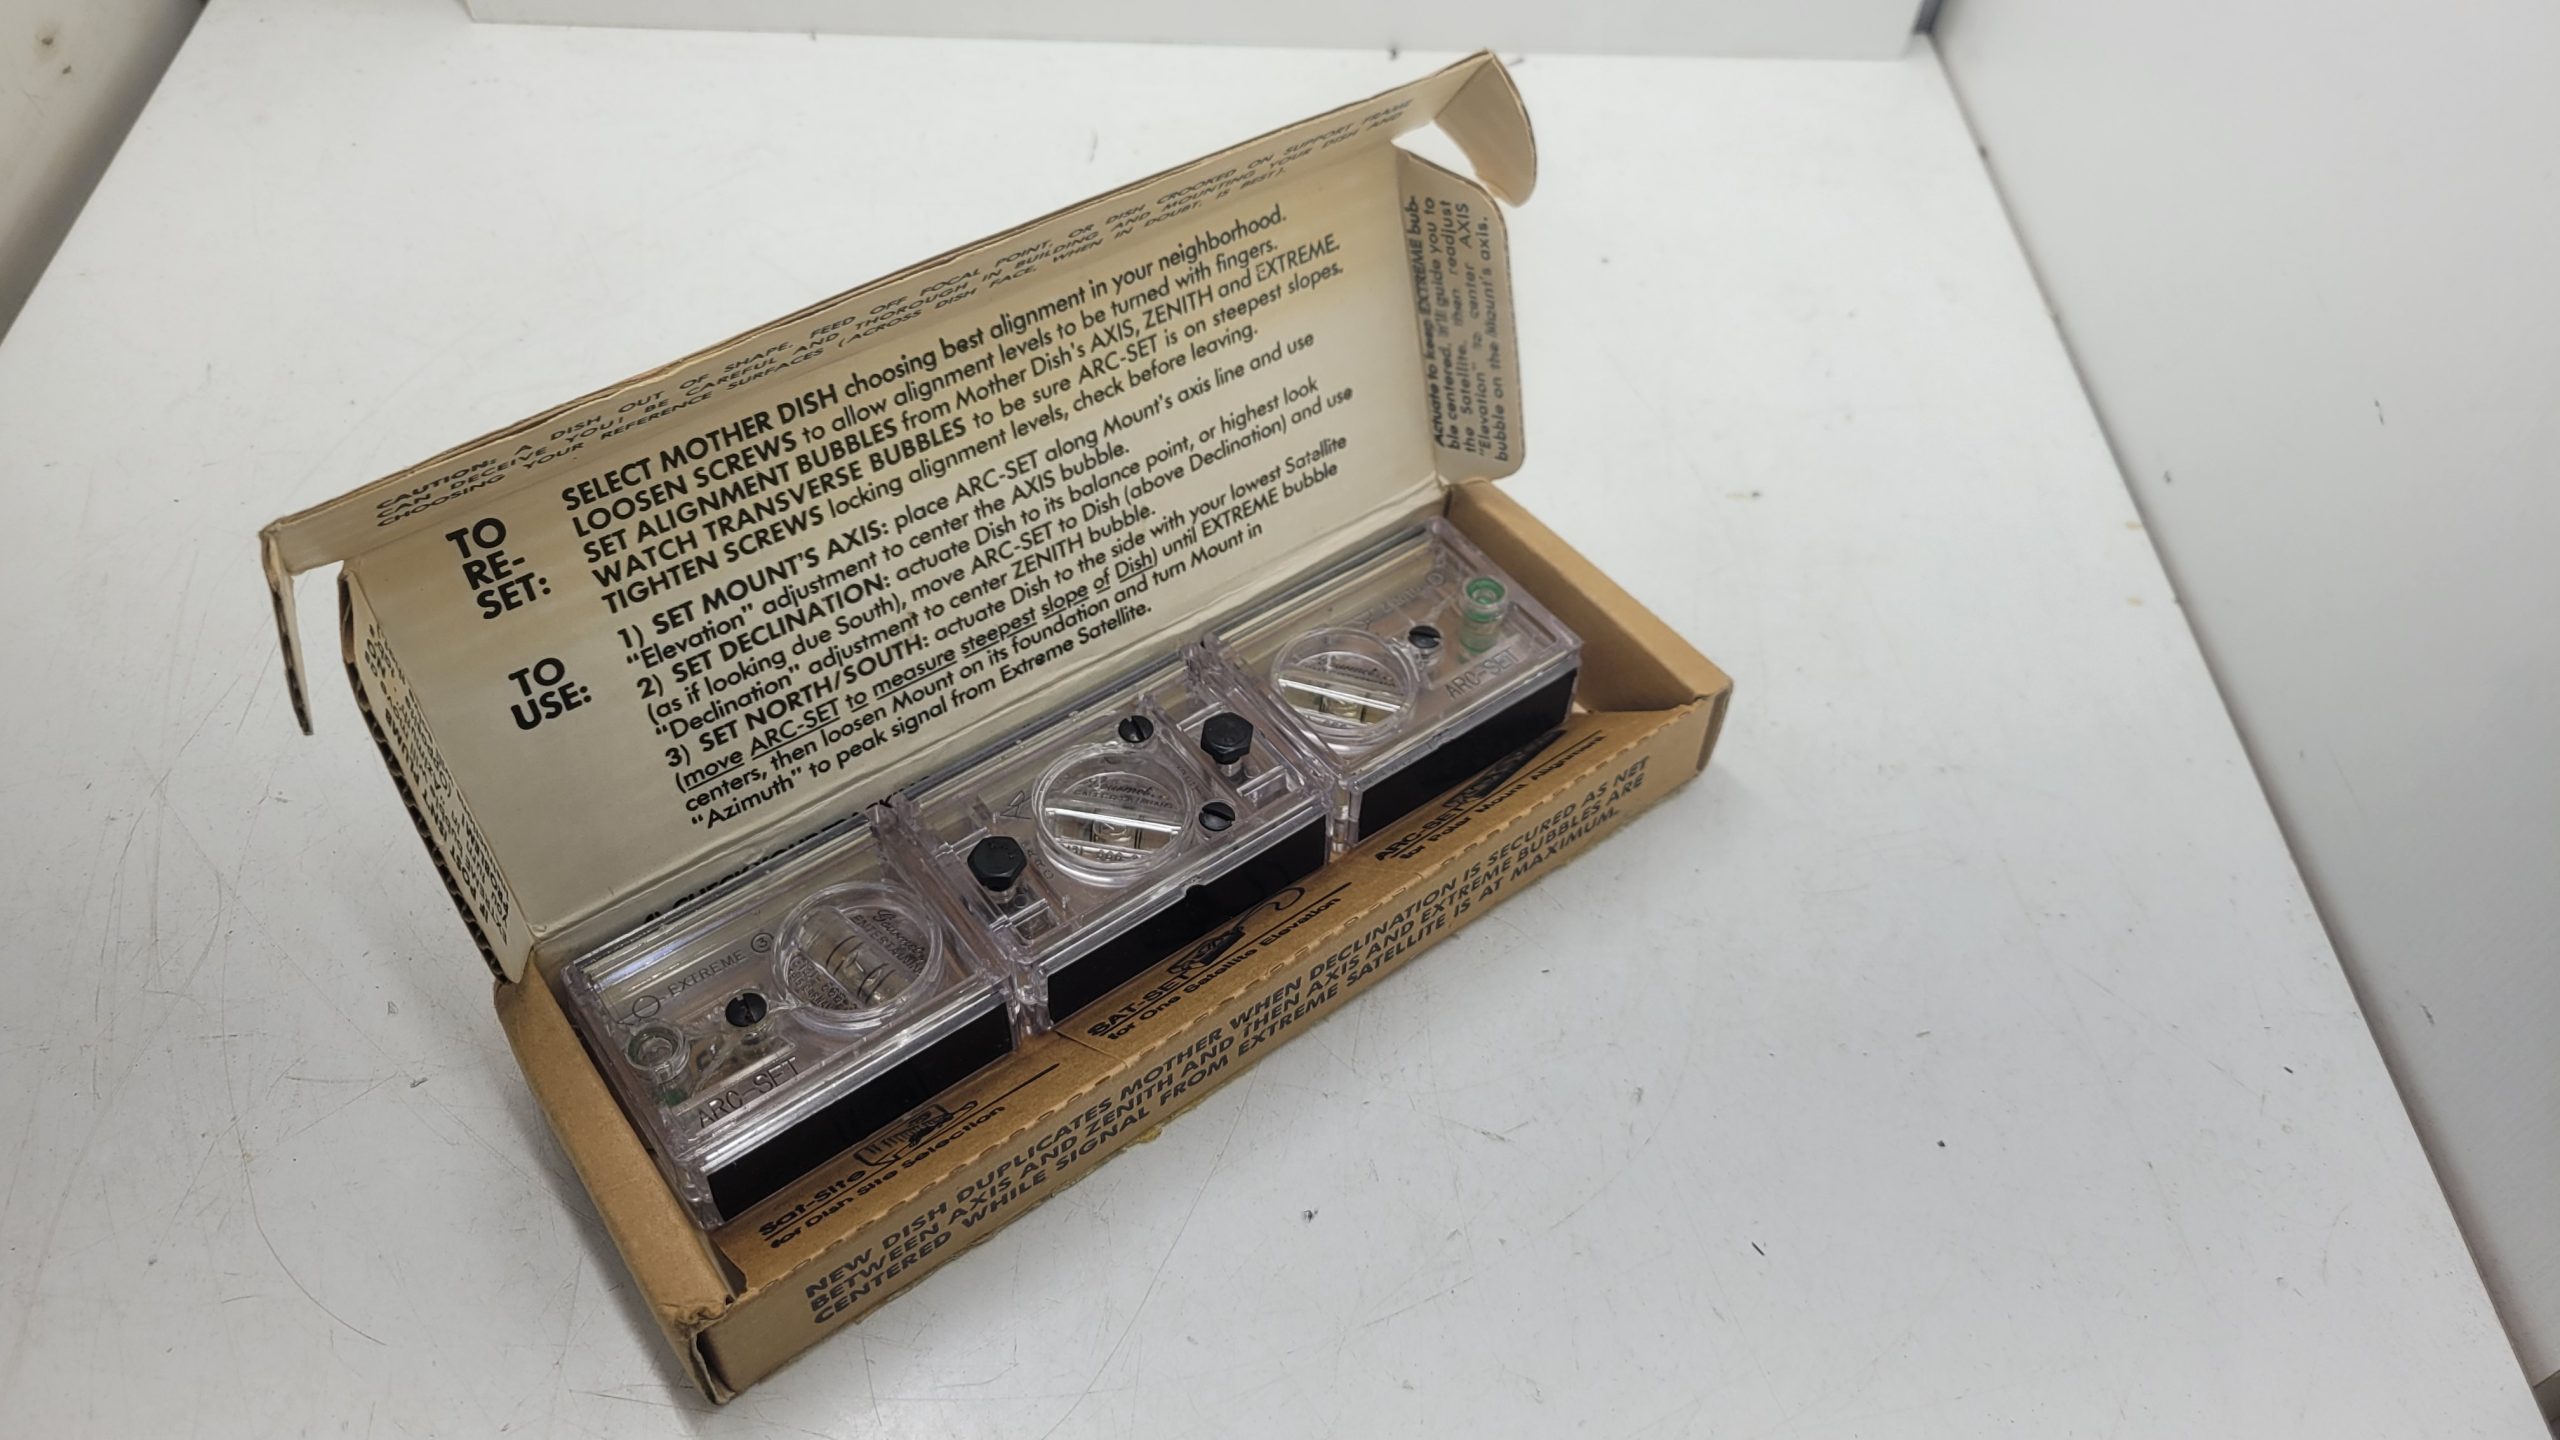 CAUTION: A DISH OUT OF SHAPE, FEED OFF FOCAL POINT, OR DISH CROOKED ON SUPPORT FRAME
CAN DECEIVE YOU! BE CAREFUL AND THOROUGH IN BUILDING AND MOUNTING YOUR DISH AND
CHOOSING YOUR REFERENCE SURFACES (ACROSS DISH FACE, WHEN IN DOUBT, IS BEST).
TO
RE-
SET:
SELECT MOTHER DISH choosing best alignment in your neighborhood.
LOOSEN SCREWS to allow alignment levels to be turned with fingers.
SET ALIGNMENT BUBBLES from Mother Dish's AXIS, ZENITH and EXTREME.
WATCH TRANSVERSE BUBBLES to be sure ARC-SET is on steepest slopes.
TIGHTEN SCREWS locking alignment levels, check before leaving.
TO
USE:
1) SET MOUNT'S AXIS: place ARC-SET along Mount's axis line and use
"Elevation" adjustment to center the AXIS bubble.
2) SET DECLINATION: actuate Dish to its balance point, or highest look
(as if looking due South), move ARC-SET to Dish (above Declination) and use
"Declination" adjustment to center ZENITH bubble.
3) SET NORTH/SOUTH: actuate Dish to the side with your lowest Satellite
(move ARC-SET to measure steepest slope of Dish) until EXTREME bubble
centers, then loosen Mount on its foundation and turn Mount in
"Azimuth" to peak signal from Extreme Satellite.
Actuate to keep EXTREME bub-
ble centered, it'll guide you to
the Satellite, then readjust
"Elevation" to center AXIS
bubble on the Mount's axis.
EXTREME 3
ARC-SET
ARC-SET
Sat-Site
for Dish Site Selection
SAT-SET
for One Satellite Elevation
ARC-SET
for Polar Mount Alignment
NEW DISH DUPLICATES MOTHER WHEN DECLINATION IS SECURED AS NET
BETWEEN AXIS AND ZENITH AND THEN AXIS AND EXTREME BUBBLES ARE
CENTERED WHILE SIGNAL FROM EXTREME SATELLITE IS AT MAXIMUM.